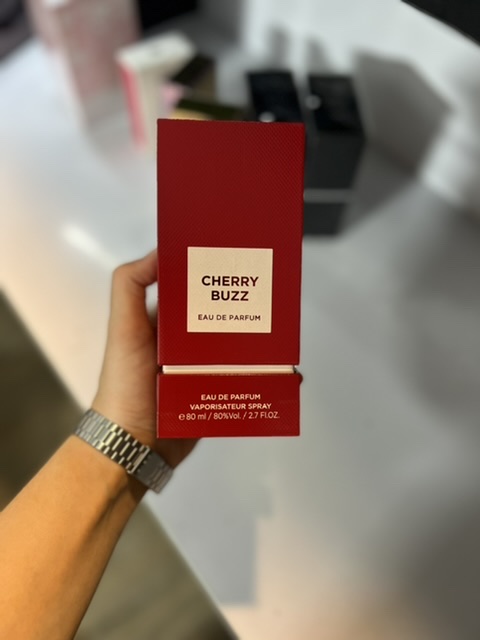 CHERRY
BUZZ
EAU DE PARFUM
EAU DE PARFUM
VAPORISATEUR SPRAY
℮ 80 ml / 80%Vol. / 2.7 Fl.OZ.